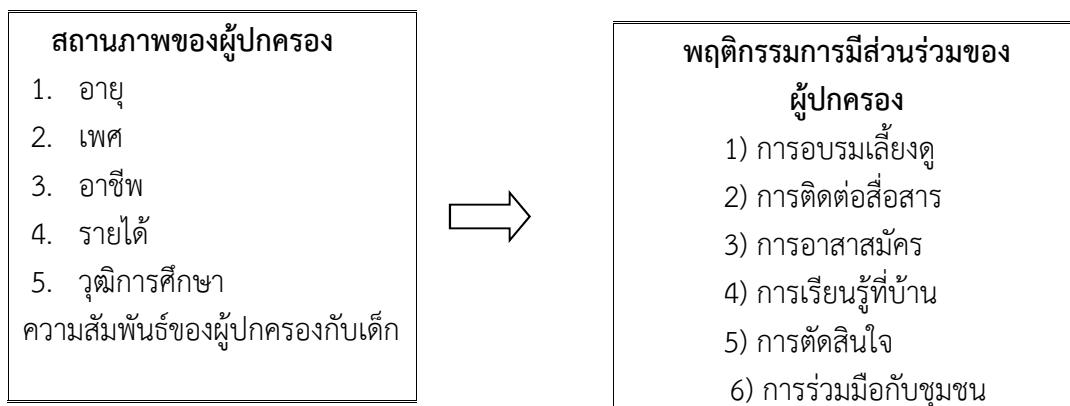 สถานภาพของผู้ปกครอง
1. อายุ
2. เพศ
3. อาชีพ
4. รายได้
5. วุฒิการศึกษา
ความสัมพันธ์ของผู้ปกครองกับเด็ก
พฤติกรรมการมีส่วนร่วมของ
ผู้ปกครอง
1) การอบรมเลี้ยงดู
2) การติดต่อสื่อสาร
3) การอาสาสมัคร
4) การเรียนรู้ที่บ้าน
5) การตัดสินใจ
6) การร่วมมือกับชุมชน